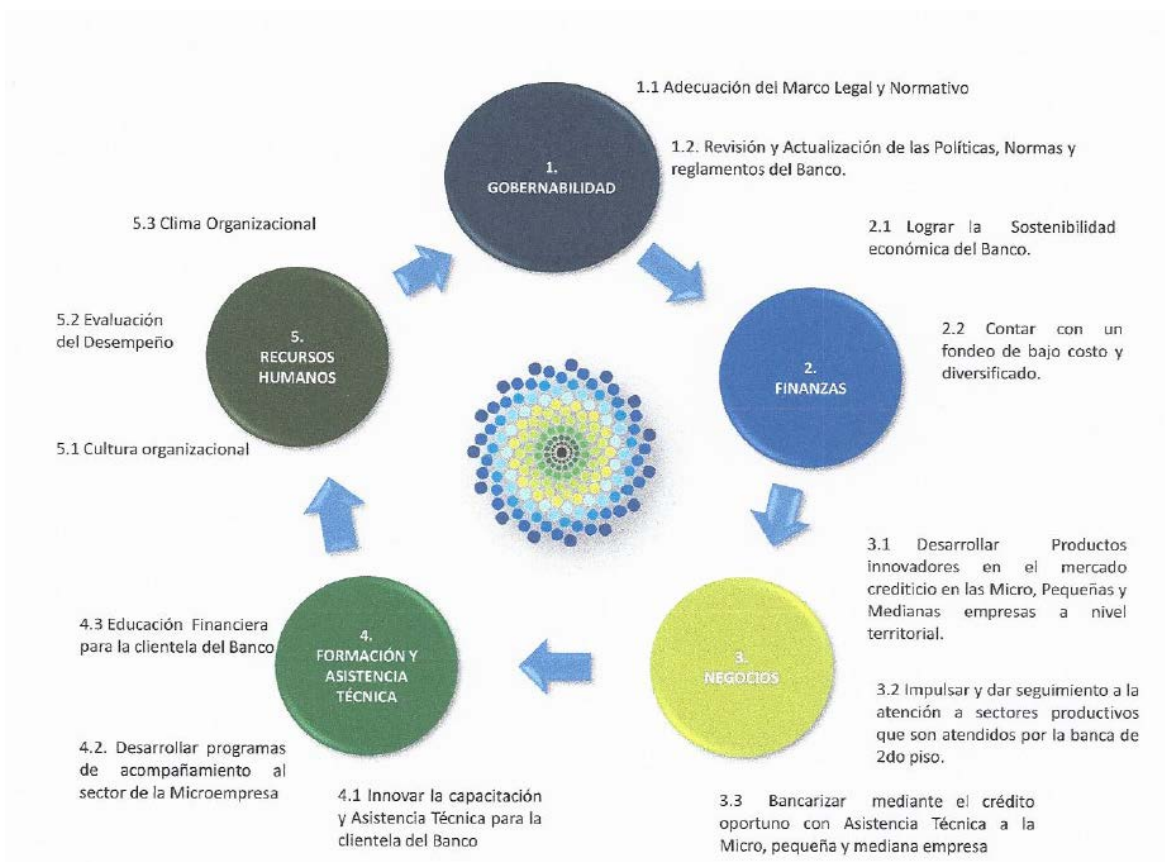 1.1 Adecuación del Marco Legal y Normativo
1.
GOBERNABILIDAD
1.2. Revisión y Actualización de las Políticas, Normas y
reglamentos del Banco.
2.1 Lograr la Sostenibilidad
económica del Banco.
2.
FINANZAS
2.2 Contar con un
fondeo de bajo costo y
diversificado.
3.1 Desarrollar Productos
innovadores en el mercado
crediticio en las Micro, Pequeñas y
Medianas empresas a nivel
territorial.
3.
NEGOCIOS
3.2 Impulsar y dar seguimiento a la
atención a sectores productivos
que son atendidos por la banca de
2do piso.
3.3 Bancarizar mediante el crédito
oportuno con Asistencia Técnica a la
Micro, pequeña y mediana empresa
4.
FORMACIÓN Y
ASISTENCIA
TÉCNICA
4.1 Innovar la capacitación
y Asistencia Técnica para la
clientela del Banco
4.2. Desarrollar programas
de acompañamiento al
sector de la Microempresa
4.3 Educación Financiera
para la clientela del Banco
5.
RECURSOS
HUMANOS
5.1 Cultura organizacional
5.2 Evaluación
del Desempeño
5.3 Clima Organizacional